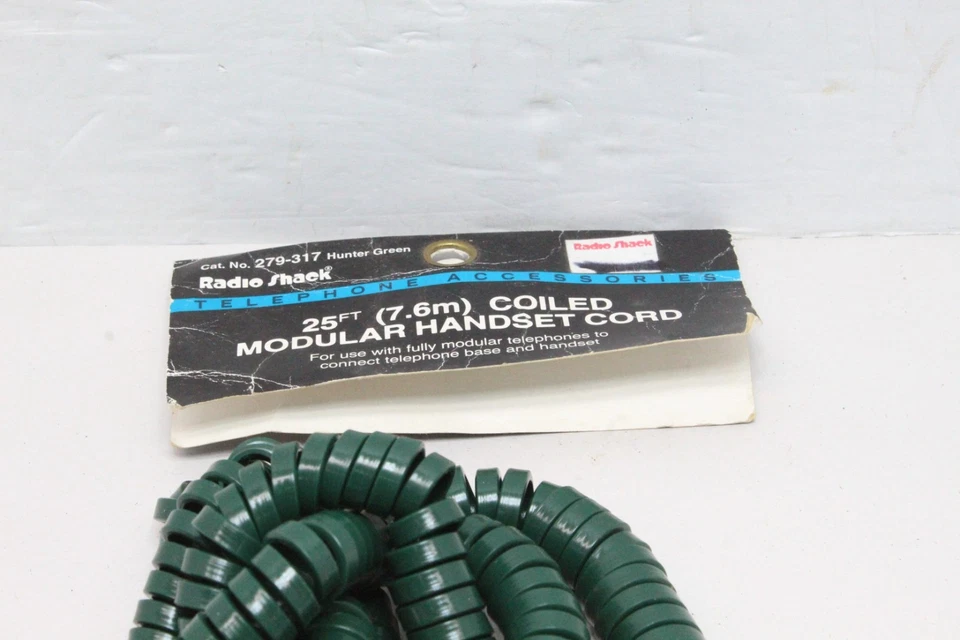 Cat. No. 279-317 Hunter Green
Radio Shack®
Radio Shack
TELEPHONE ACCESSORIES
25FT (7.6m) COILED
MODULAR HANDSET CORD
For use with fully modular telephones to
connect telephone base and handset